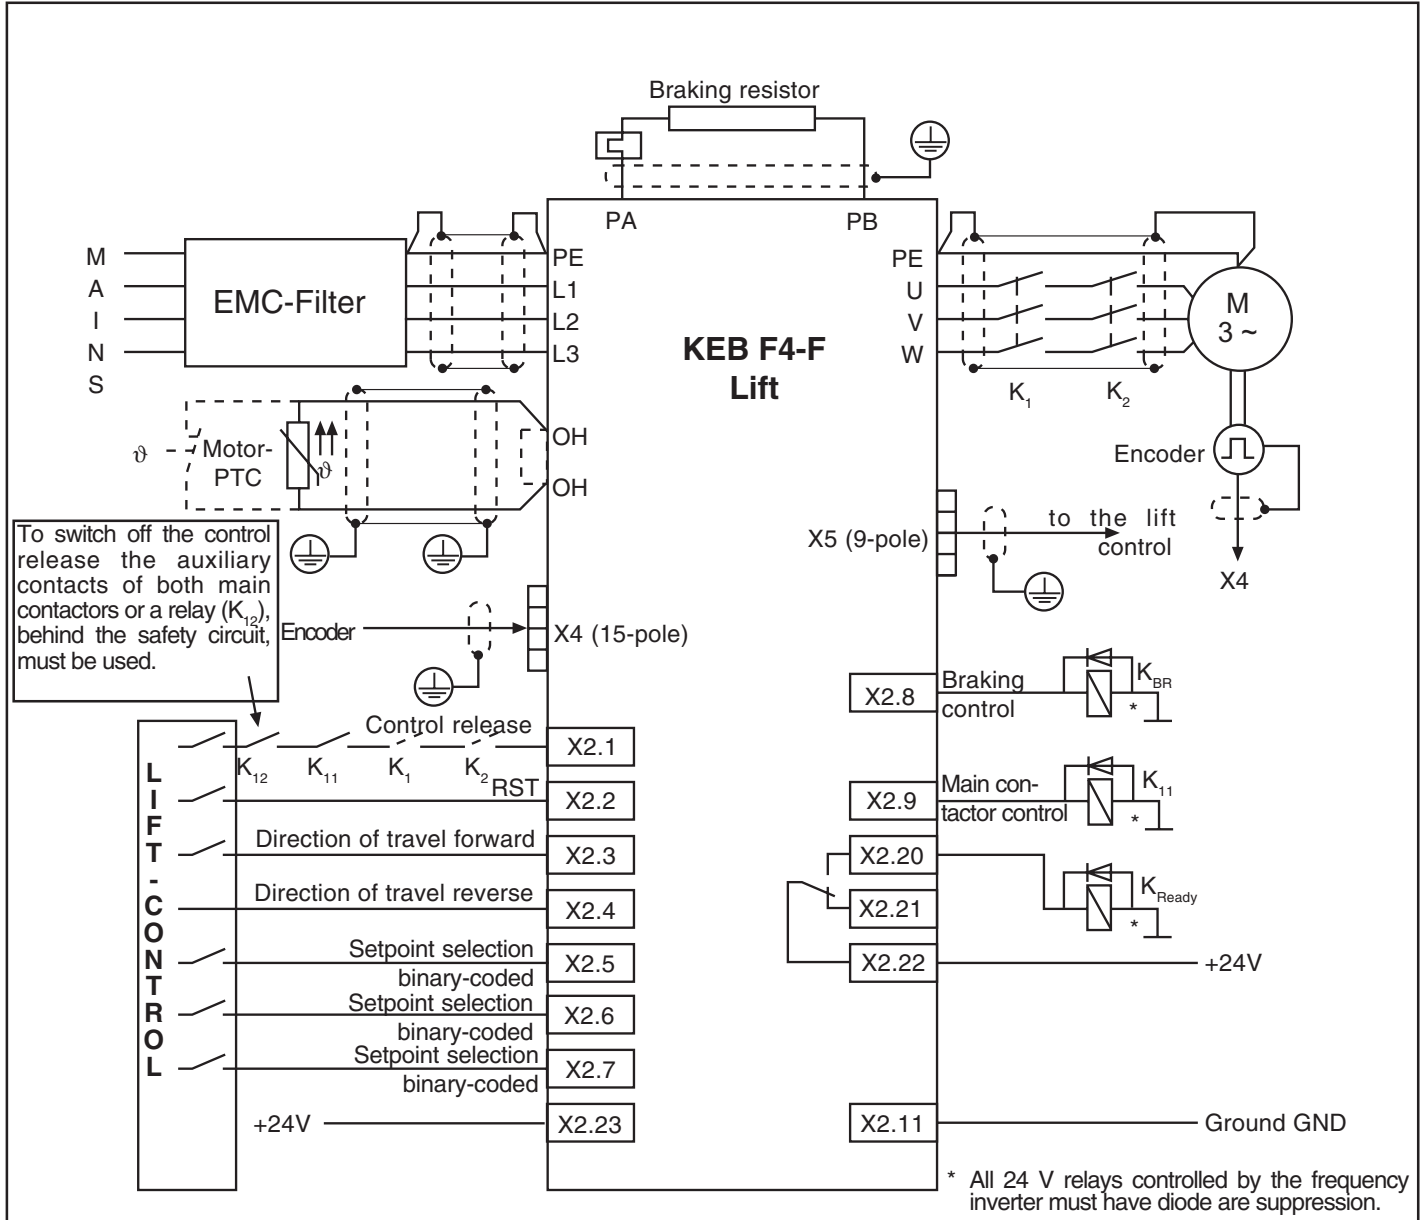 Braking resistor
PA
PB
M
A
I
N
S
EMC-Filter
PE
L1
L2
L3
KEB F4-F
Lift
PE
U
V
W
K1
K2
M
3 ~
ϑ
Motor-
PTC
ϑ
OH
OH
Encoder
X5 (9-pole)
to the lift
control
X4
To switch off the control
release the auxiliary
contacts of both main
contactors or a relay (K12),
behind the safety circuit,
must be used.
Encoder
X4 (15-pole)
LIFT-CONTROL
Control release
X2.1
K12
K11
K1
K2
RST
X2.2
Direction of travel forward
X2.3
Direction of travel reverse
X2.4
Setpoint selection
binary-coded
X2.5
Setpoint selection
binary-coded
X2.6
Setpoint selection
binary-coded
X2.7
+24V
X2.23
X2.8
Braking
control
KBR
*
X2.9
Main con-
tactor control
K11
*
X2.20
X2.21
KReady
*
X2.22
+24V
X2.11
Ground GND
* All 24 V relays controlled by the frequency
inverter must have diode are suppression.